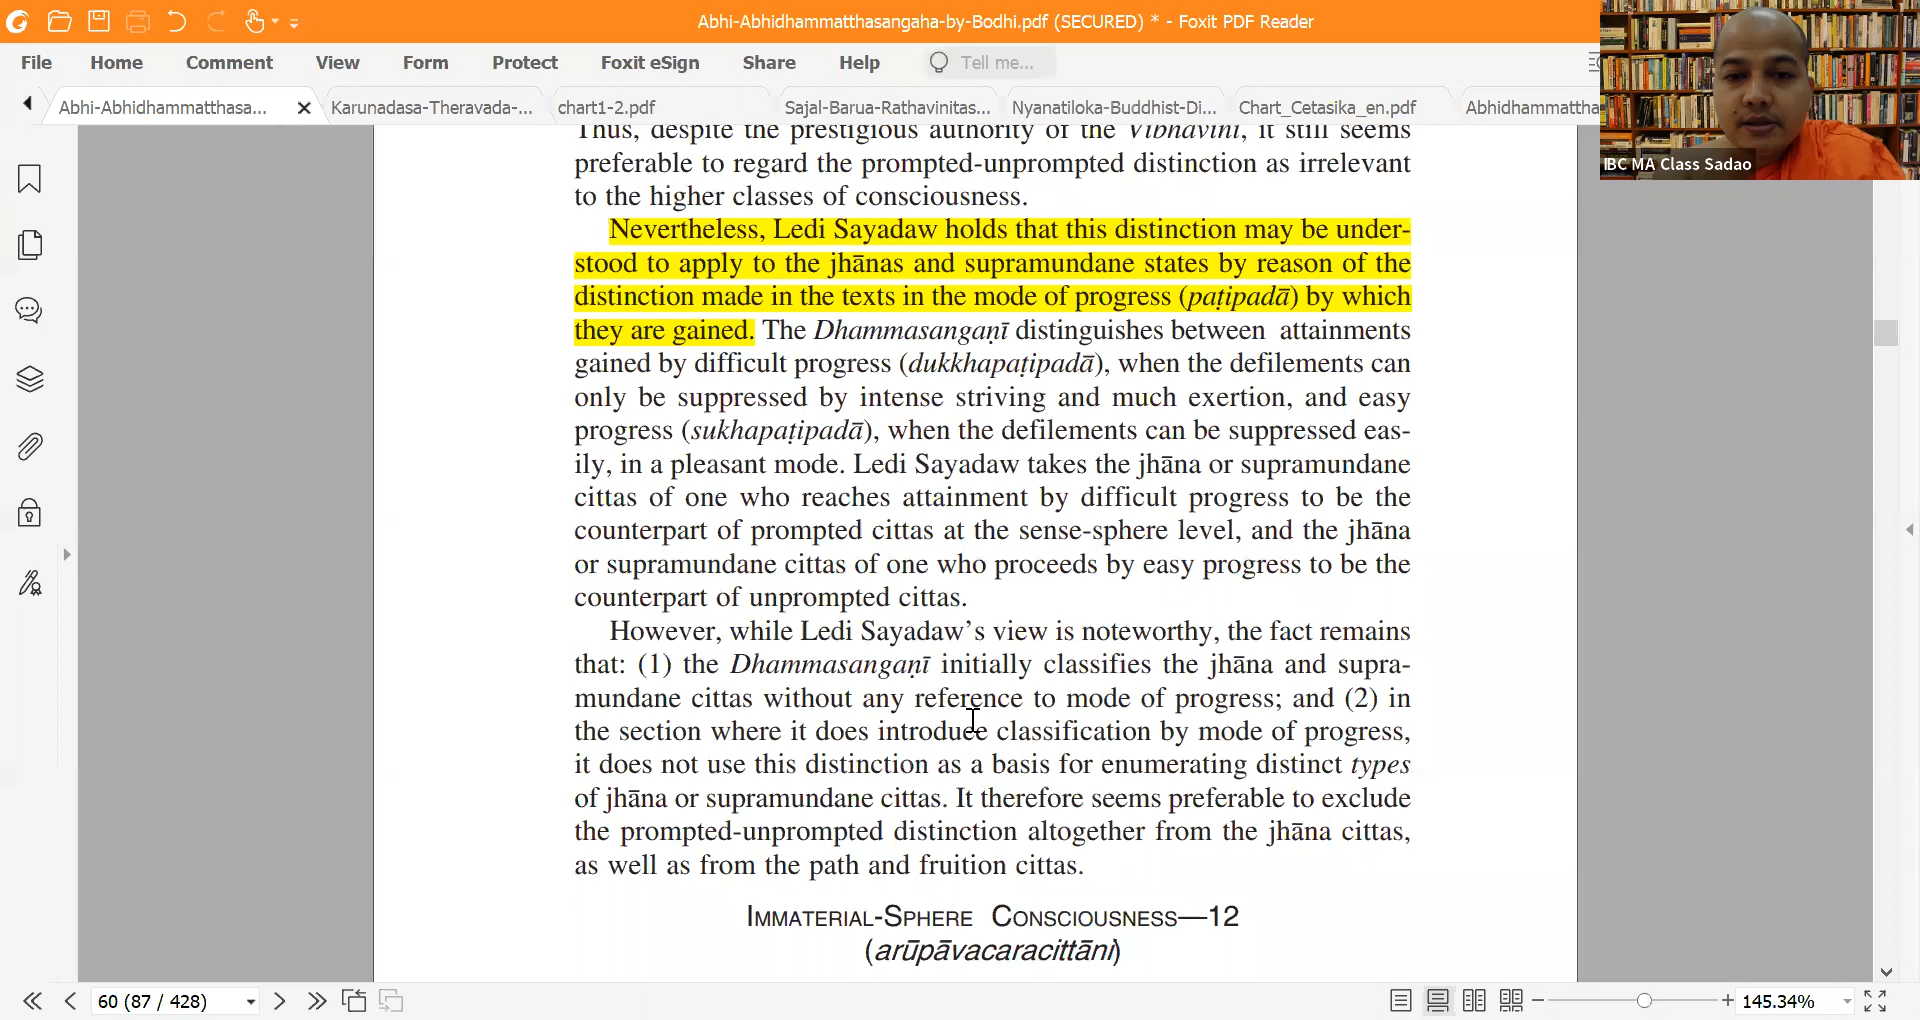 Abhi-Abhidhammatthasangaha-by-Bodhi.pdf (SECURED) * - Foxit PDF Reader
File Home Comment View Form Protect Foxit eSign Share Help Tell me...
Abhi-Abhidhammatthasa... Karunadasa-Theravada-... chart1-2.pdf Sajal-Barua-Rathavinitas... Nyanatiloka-Buddhist-Di... Chart_Cetasika_en.pdf Abhidhammattha
IBC MA Class Sadao
Thus, despite the prestigious authority of the Vibhāvinī, it still seems
preferable to regard the prompted-unprompted distinction as irrelevant
to the higher classes of consciousness.
Nevertheless, Ledi Sayadaw holds that this distinction may be under-
stood to apply to the jhānas and supramundane states by reason of the
distinction made in the texts in the mode of progress (paṭipadā) by which
they are gained. The Dhammasangaṇī distinguishes between attainments
gained by difficult progress (dukkhapaṭipadā), when the defilements can
only be suppressed by intense striving and much exertion, and easy
progress (sukhapaṭipadā), when the defilements can be suppressed eas-
ily, in a pleasant mode. Ledi Sayadaw takes the jhāna or supramundane
cittas of one who reaches attainment by difficult progress to be the
counterpart of prompted cittas at the sense-sphere level, and the jhāna
or supramundane cittas of one who proceeds by easy progress to be the
counterpart of unprompted cittas.
However, while Ledi Sayadaw's view is noteworthy, the fact remains
that: (1) the Dhammasangaṇī initially classifies the jhāna and supra-
mundane cittas without any reference to mode of progress; and (2) in
the section where it does introduce classification by mode of progress,
it does not use this distinction as a basis for enumerating distinct types
of jhāna or supramundane cittas. It therefore seems preferable to exclude
the prompted-unprompted distinction altogether from the jhāna cittas,
as well as from the path and fruition cittas.
IMMATERIAL-SPHERE CONSCIOUSNESS—12
(arūpāvacaracittāni)
60 (87 / 428) 145.34%